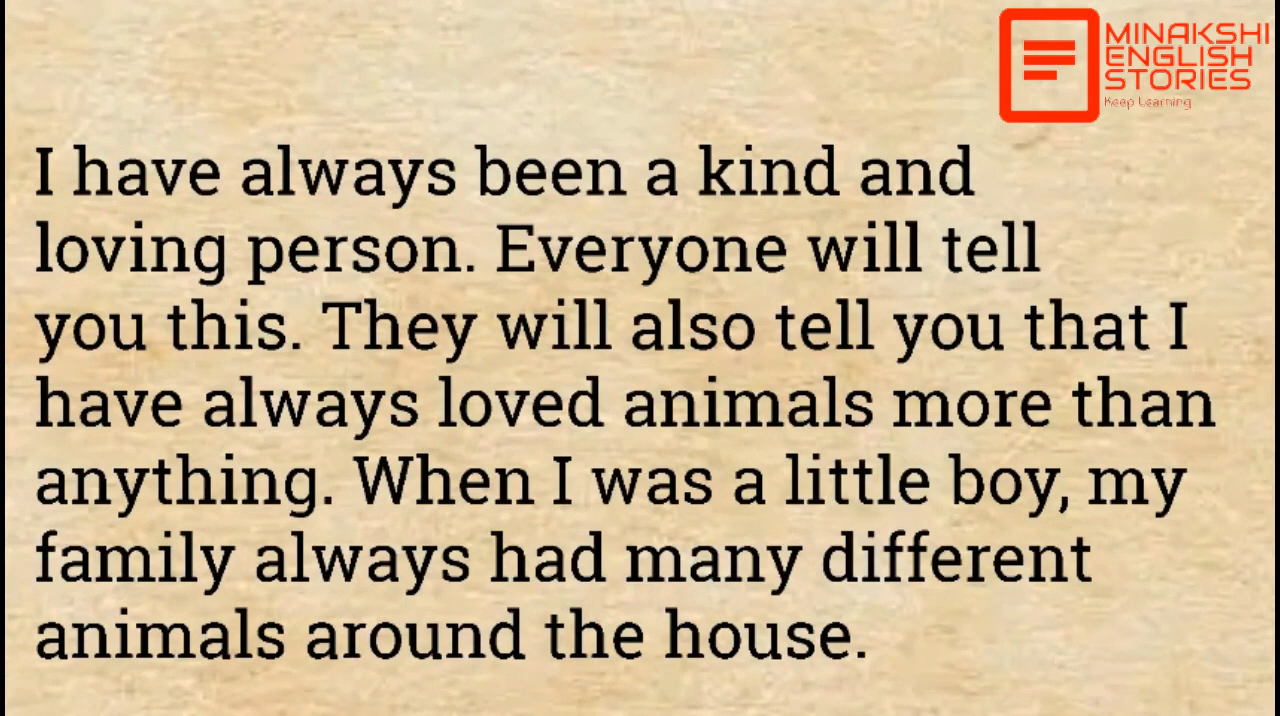 MINAKSHI
ENGLISH
STORIES
Keep Learning
I have always been a kind and
loving person. Everyone will tell
you this. They will also tell you that I
have always loved animals more than
anything. When I was a little boy, my
family always had many different
animals around the house.